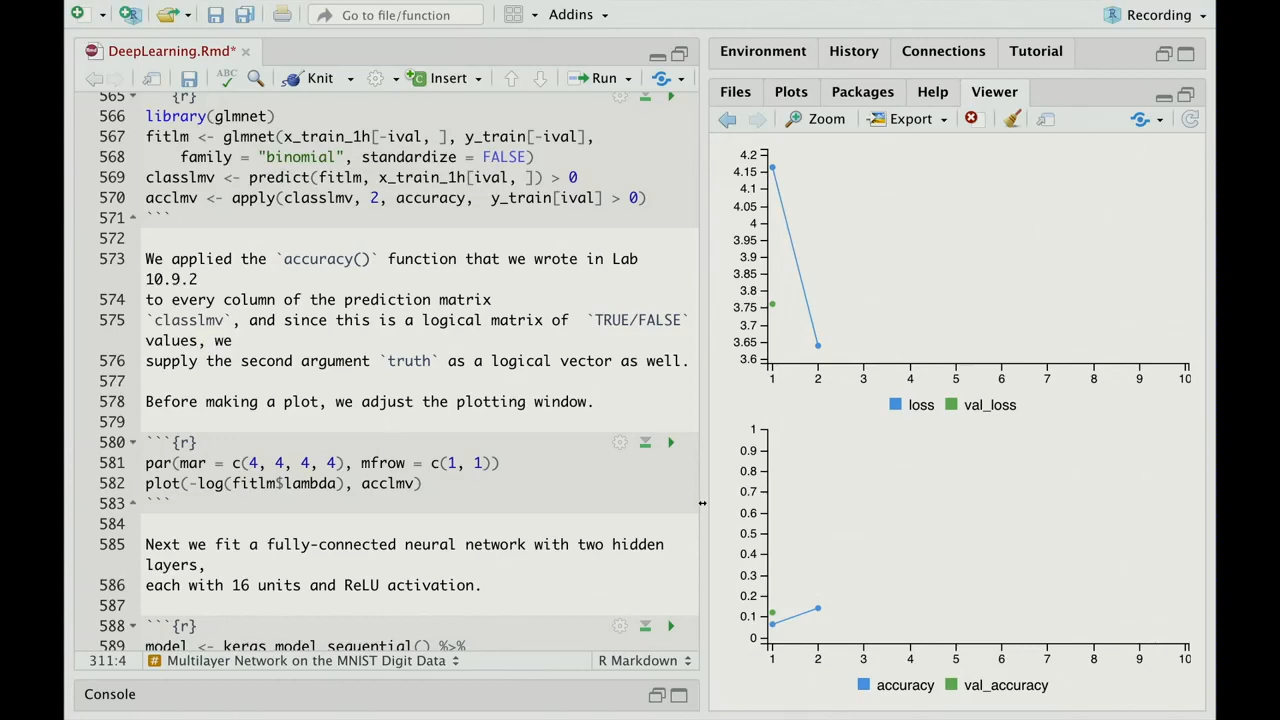 Go to file/function
Addins
Recording
DeepLearning.Rmd*
Environment
History
Connections
Tutorial
ABC
Knit
Insert
Run
Files
Plots
Packages
Help
Viewer
Zoom
Export
565 {r}
566 library(glmnet)
567 fitlm <- glmnet(x_train_1h[-ival, ], y_train[-ival],
568 family = "binomial", standardize = FALSE)
569 classlmv <- predict(fitlm, x_train_1h[ival, ]) > 0
570 acclmv <- apply(classlmv, 2, accuracy,  y_train[ival] > 0)
571 ```
572
573 We applied the `accuracy()` function that we wrote in Lab
10.9.2
574 to every column of the prediction matrix
575 `classlmv`, and since this is a logical matrix of  `TRUE/FALSE`
values, we
576 supply the second argument `truth` as a logical vector as well.
577
578 Before making a plot, we adjust the plotting window.
579
580 ```{r}
581 par(mar = c(4, 4, 4, 4), mfrow = c(1, 1))
582 plot(-log(fitlm$lambda), acclmv)
583 ```
584
585 Next we fit a fully-connected neural network with two hidden
layers,
586 each with 16 units and ReLU activation.
587
588 ```{r}
589 model <- keras_model_sequential() %>%
311:4
# Multilayer Network on the MNIST Digit Data
R Markdown
Console
4.2
4.15
4.1
4.05
4
3.95
3.9
3.85
3.8
3.75
3.7
3.65
3.6
1 2 3 4 5 6 7 8 9 10
loss val_loss
1
0.9
0.8
0.7
0.6
0.5
0.4
0.3
0.2
0.1
0
1 2 3 4 5 6 7 8 9 10
accuracy val_accuracy